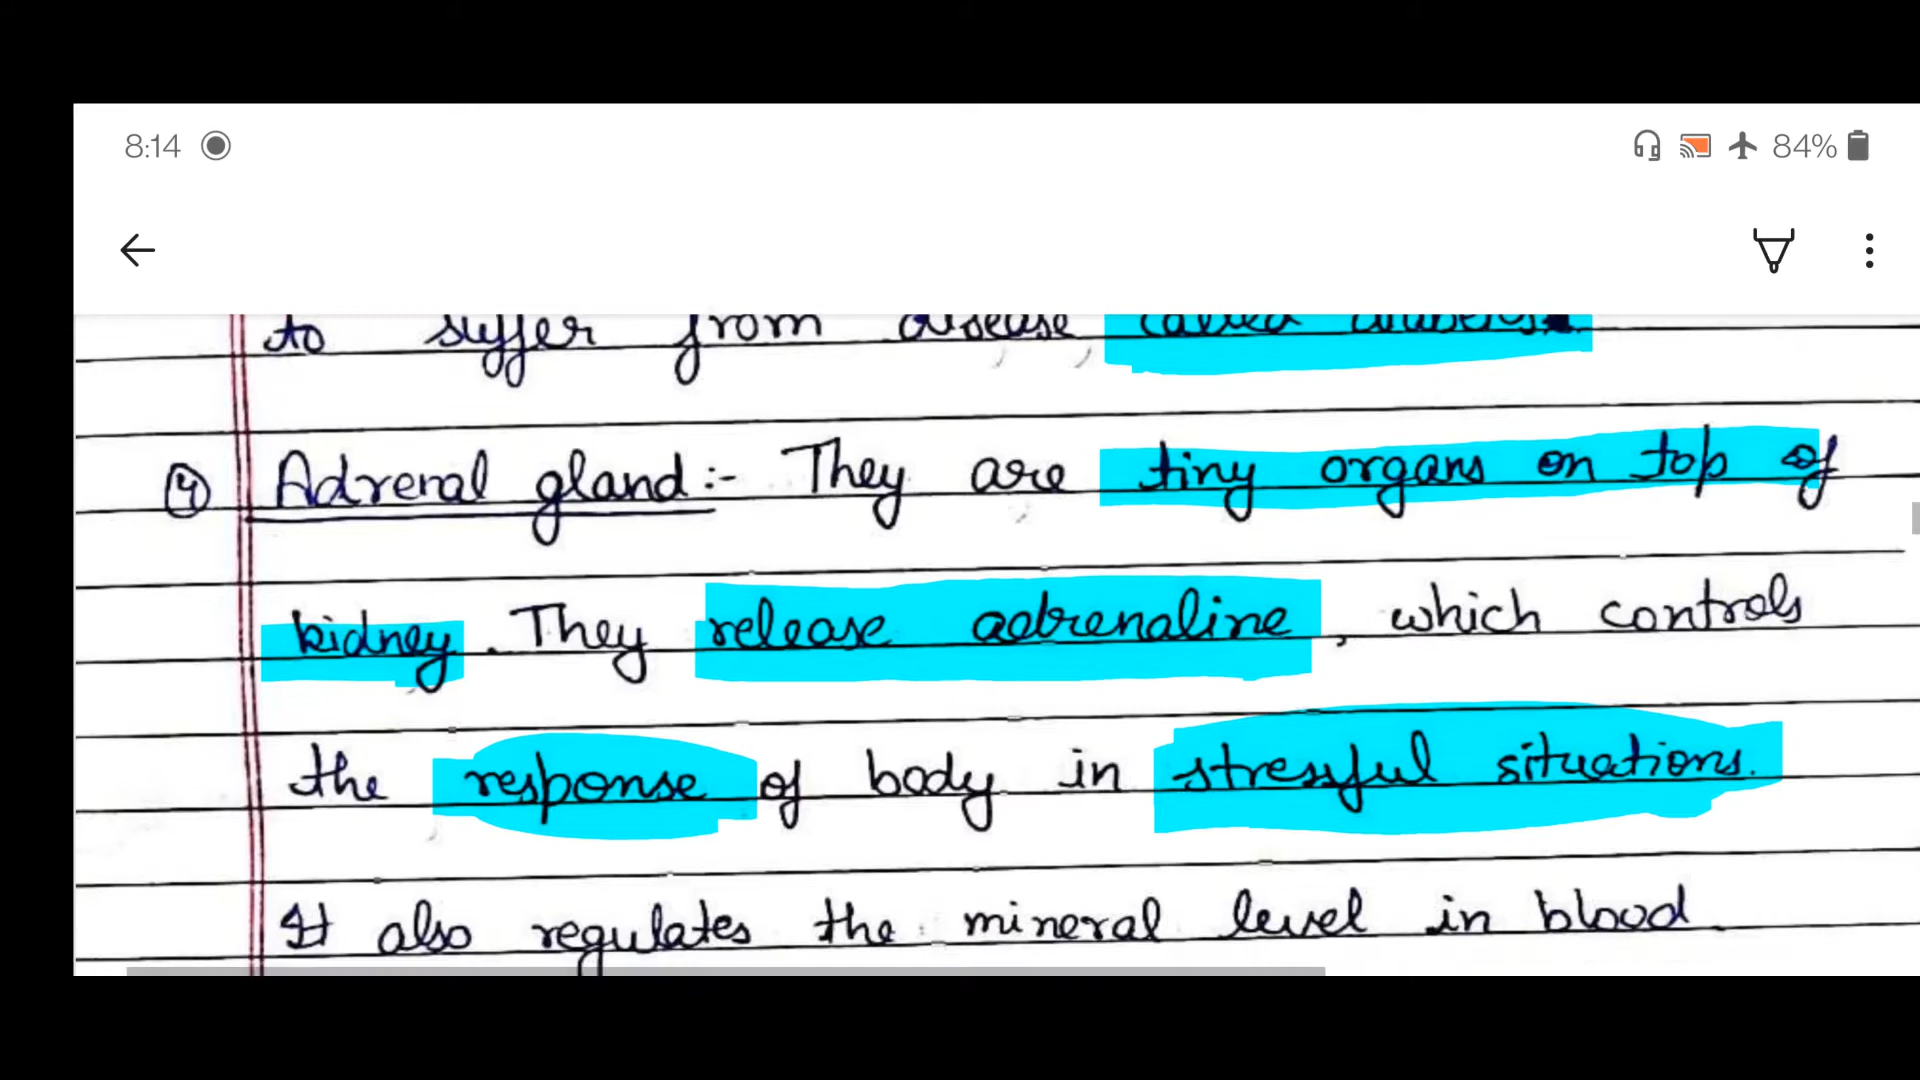 8:14 84%
to suffer from disease, called
④ Adrenal gland :- They are tiny organs on top of
kidney. They release adrenaline, which controls
the response of body in stressful situations.
It also regulates the mineral level in blood.